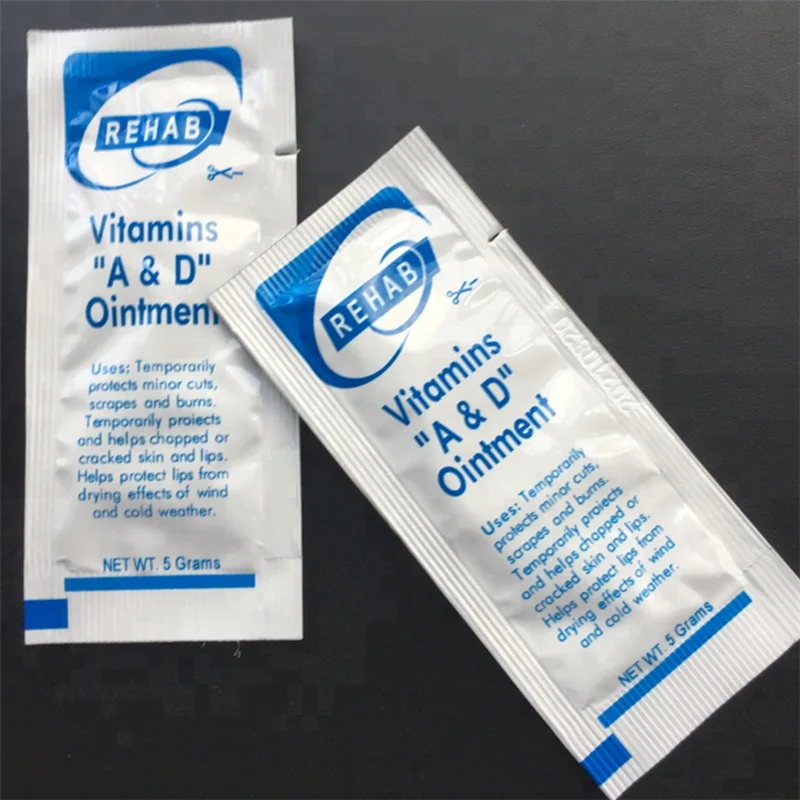 REHAB
Vitamins
"A & D"
Ointment
Uses: Temporarily
protects minor cuts,
scrapes and burns.
Temporarily proiects
and helps chapped or
cracked skin and lips.
Helps protect lips from
drying effects of wind
and cold weather.
NET WT. 5 Grams
REHAB
Vitamins
"A & D"
Ointment
Uses: Temporarily
protects minor cuts,
scrapes and burns.
Temporarily proiects
and helps chapped or
cracked skin and lips.
Helps protect lips from
drying effects of wind
and cold weather.
NET WT. 5 Grams